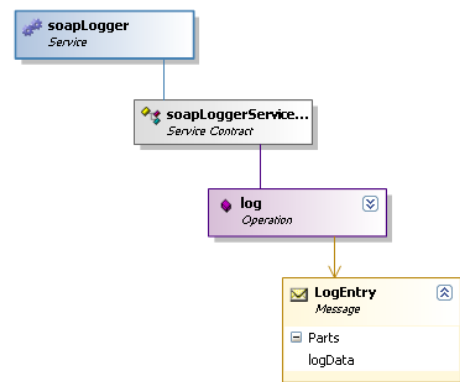 soapLogger
Service
soapLoggerService...
Service Contract
log
Operation
LogEntry
Message
Parts
logData